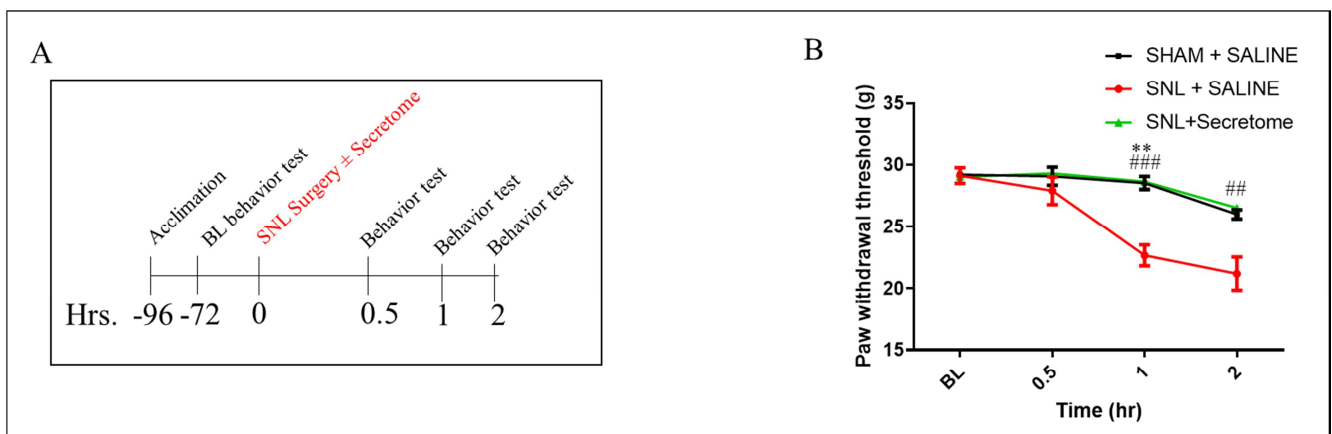 A
Acclimation
BL behavior test
SNL Surgery ± Secretome
Behavior test
Behavior test
Behavior test
Hrs. -96 -72 0 0.5 1 2
B
SHAM + SALINE
SNL + SALINE
SNL+Secretome
Paw withdrawal threshold (g)
35
30
25
20
15
**
###
##
BL
0.5
1
2
Time (hr)